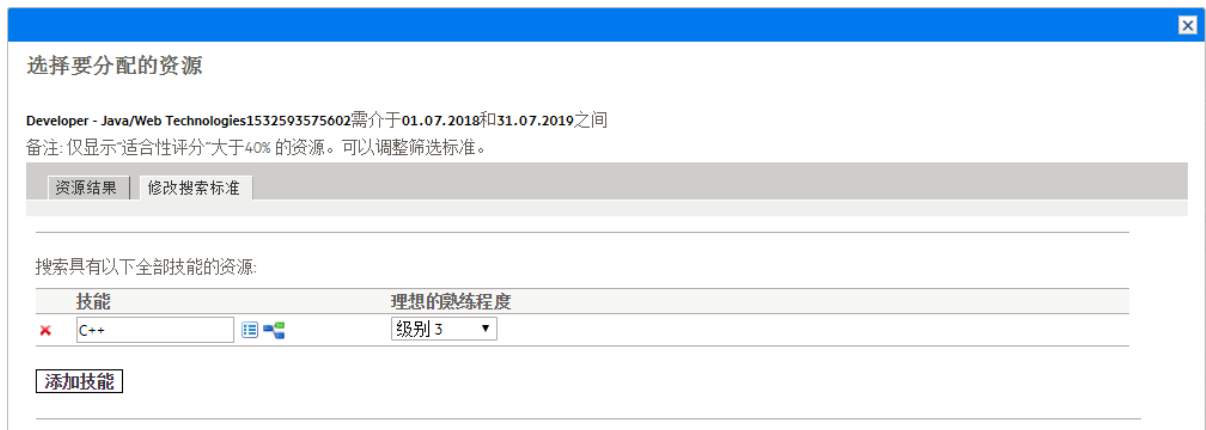 选择要分配的资源
Developer - Java/Web Technologies1532593575602需介于01.07.2018和31.07.2019之间
备注: 仅显示“适合性评分”大于40% 的资源。可以调整筛选标准。
资源结果 修改搜索标准
搜索具有以下全部技能的资源:
技能 理想的熟练程度
C++ 级别 3
添加技能